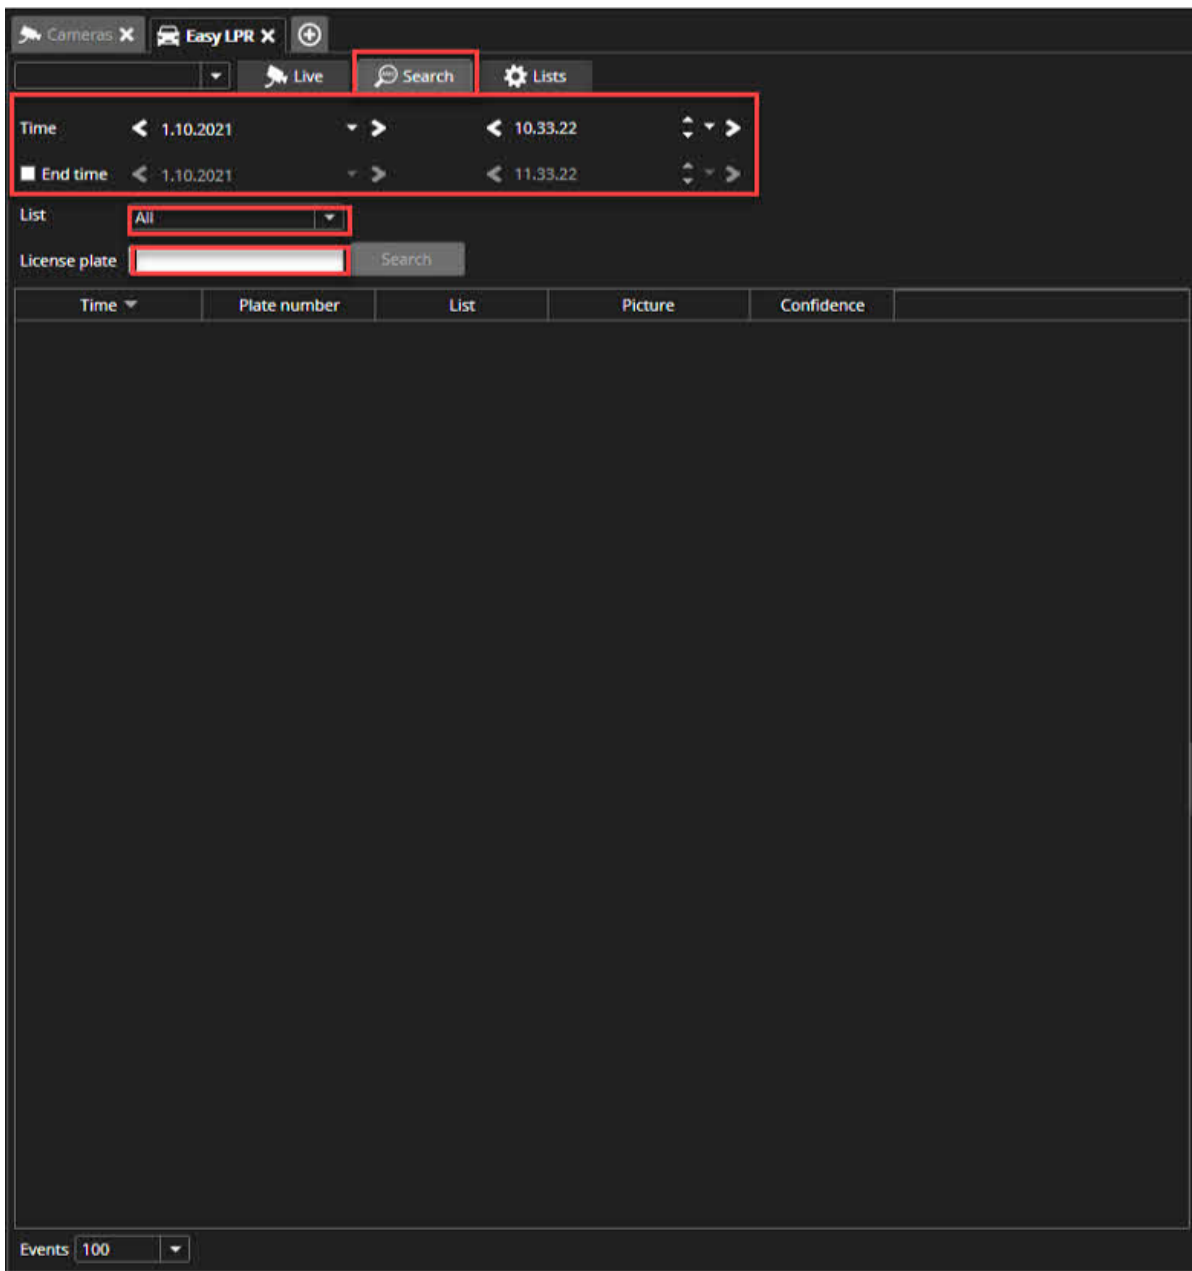 Cameras Easy LPR
Live Search Lists
Time 1.10.2021 10.33.22
End time 1.10.2021 11.33.22
List All
License plate Search
Time Plate number List Picture Confidence
Events 100